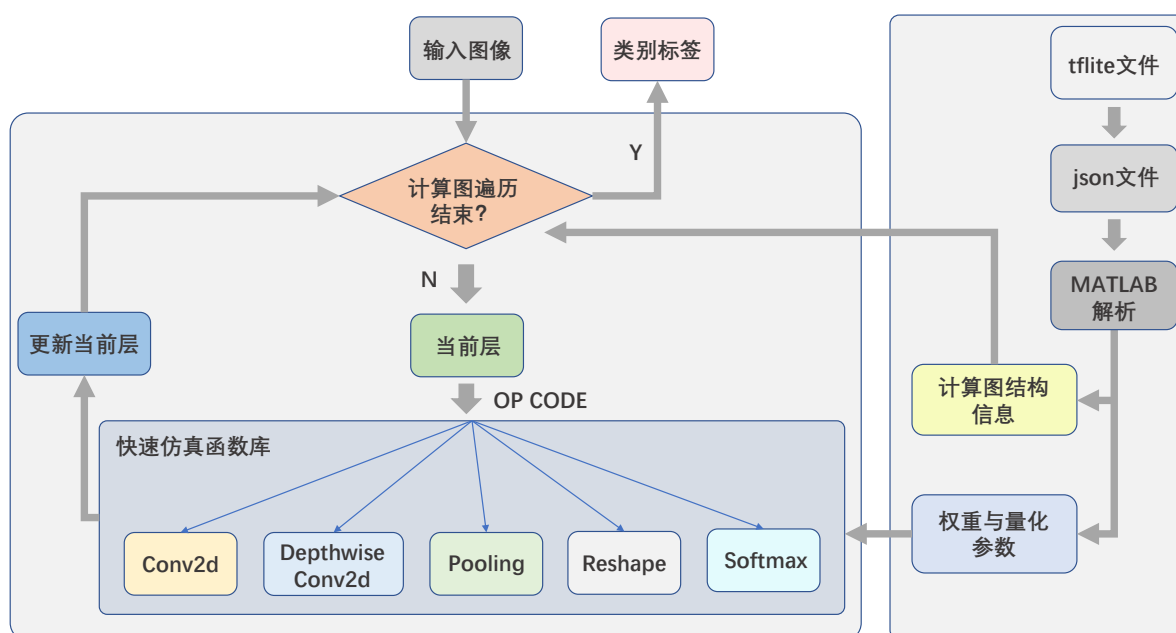 输入图像
类别标签
tflite文件
Y
json文件
计算图遍历
结束?
MATLAB
解析
N
更新当前层
当前层
计算图结构
信息
OP CODE
快速仿真函数库
权重与量化
参数
Conv2d
Depthwise
Conv2d
Pooling
Reshape
Softmax